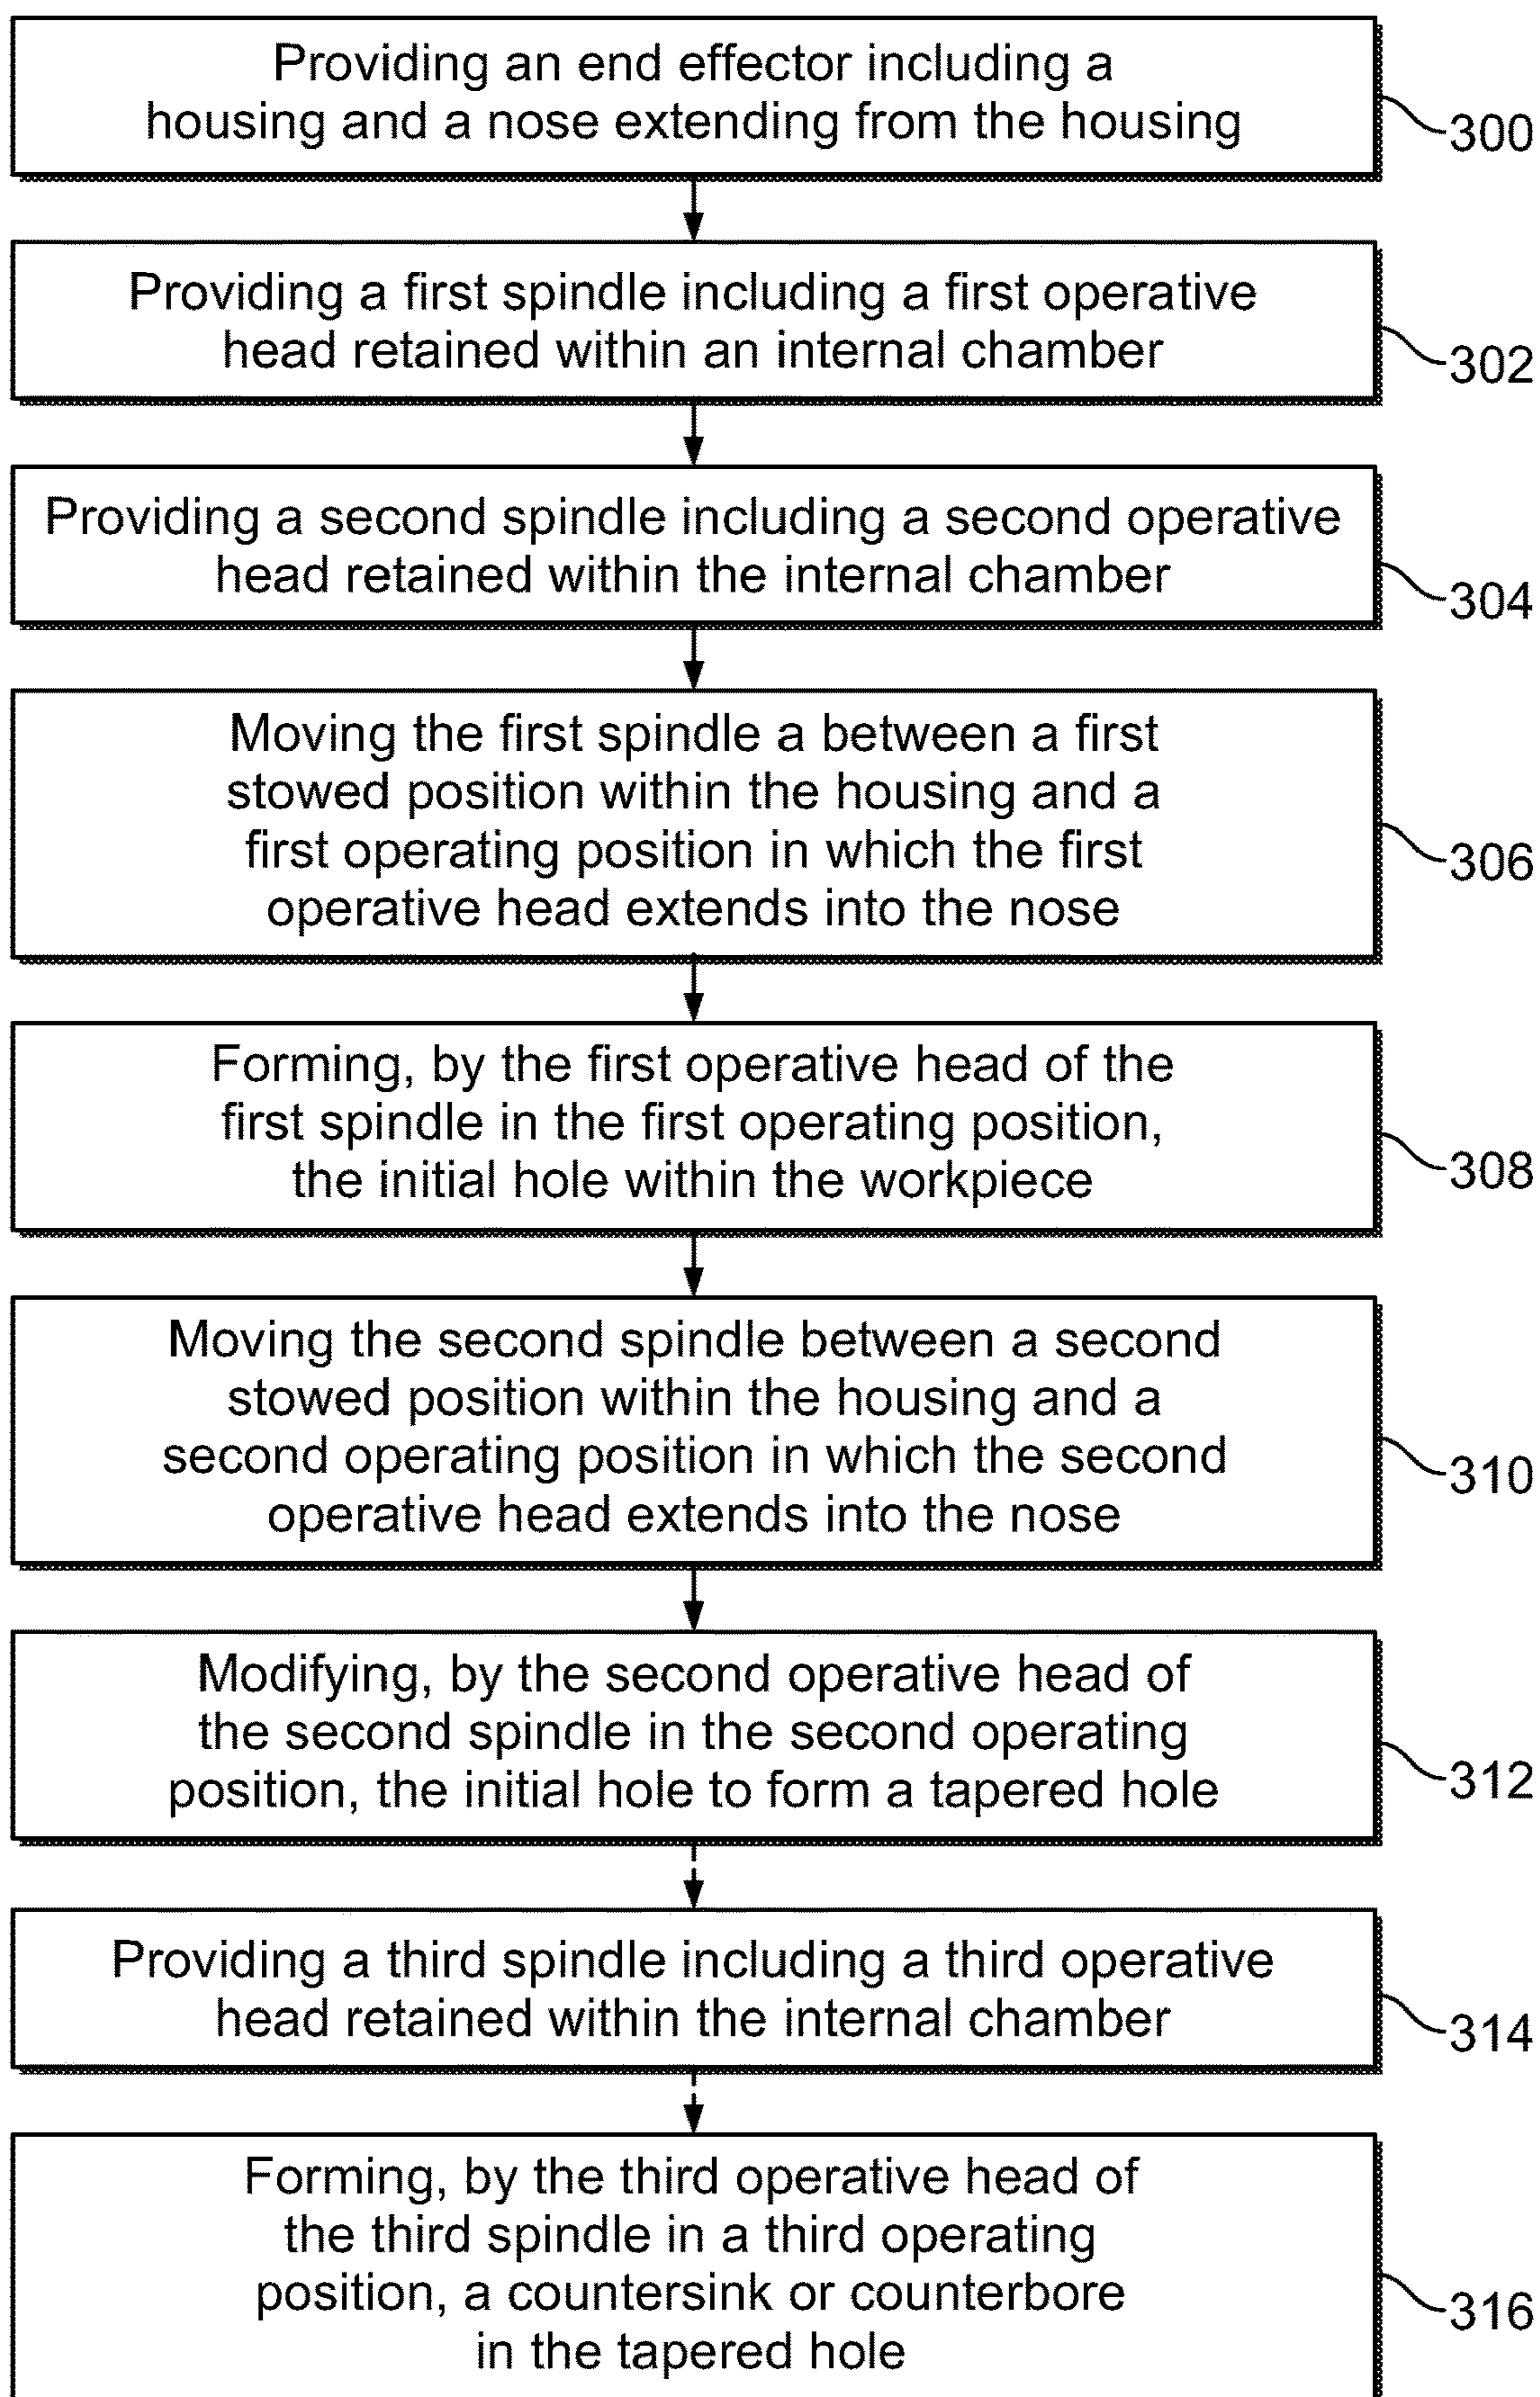 Providing an end effector including a
housing and a nose extending from the housing
300
Providing a first spindle including a first operative
head retained within an internal chamber
302
Providing a second spindle including a second operative
head retained within the internal chamber
304
Moving the first spindle a between a first
stowed position within the housing and a
first operating position in which the first
operative head extends into the nose
306
Forming, by the first operative head of the
first spindle in the first operating position,
the initial hole within the workpiece
308
Moving the second spindle between a second
stowed position within the housing and a
second operating position in which the second
operative head extends into the nose
310
Modifying, by the second operative head of
the second spindle in the second operating
position, the initial hole to form a tapered hole
312
Providing a third spindle including a third operative
head retained within the internal chamber
314
Forming, by the third operative head of
the third spindle in a third operating
position, a countersink or counterbore
in the tapered hole
316